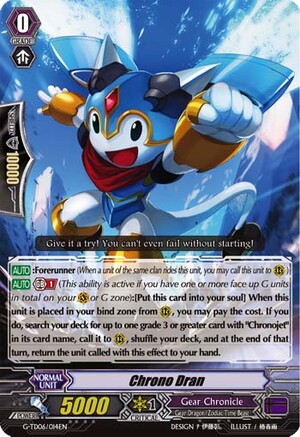 0
GRADE
SHIELD
10000
Give it a try! You can't even fail without starting!
AUTO :Forerunner (When a unit of the same clan rides this unit, you may call this unit to RC)
AUTO GB 1 (This ability is active if you have one or more face up G units
in total on your VC or G zone):[Put this card into your soul] When this
unit is placed in your bind zone from RC, you may pay the cost. If you
do, search your deck for up to one grade 3 or greater card with "Chronojet"
in its card name, call it to RC, shuffle your deck, and at the end of that
turn, return the unit called with this effect to your hand.
NORMAL
UNIT
Chrono Dran
POWER
5000
1
CRITICAL
Gear Chronicle
Gear Dragon/Zodiac Time Beast
G-TD06/014EN
DESIGN
ILLUST / 椿春雨